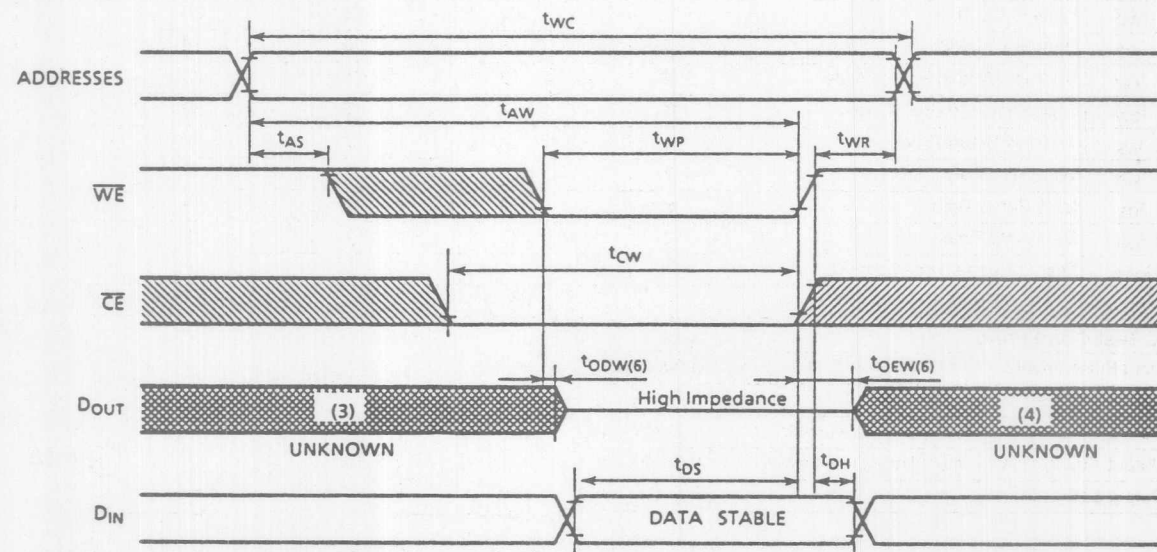 tWC
ADDRESSES
tAW
tAS
tWP
tWR
WE
tCW
CE
tODW(6)
tOEW(6)
DOUT
(3)
High Impedance
(4)
UNKNOWN
UNKNOWN
tDS
tDH
DIN
DATA STABLE